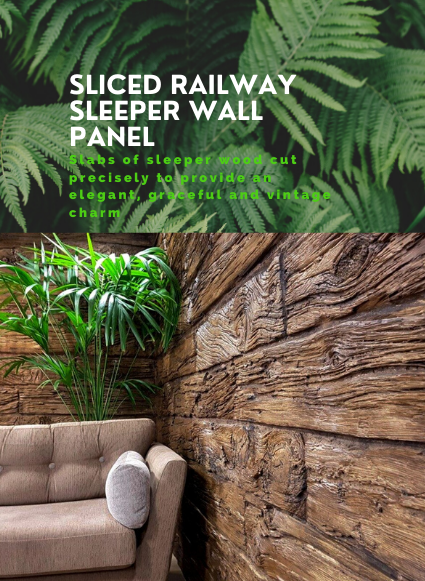 SLICED RAILWAY
SLEEPER WALL
PANEL
Slabs of sleeper wood cut
precisely to provide an
elegant, graceful and vintage
charm